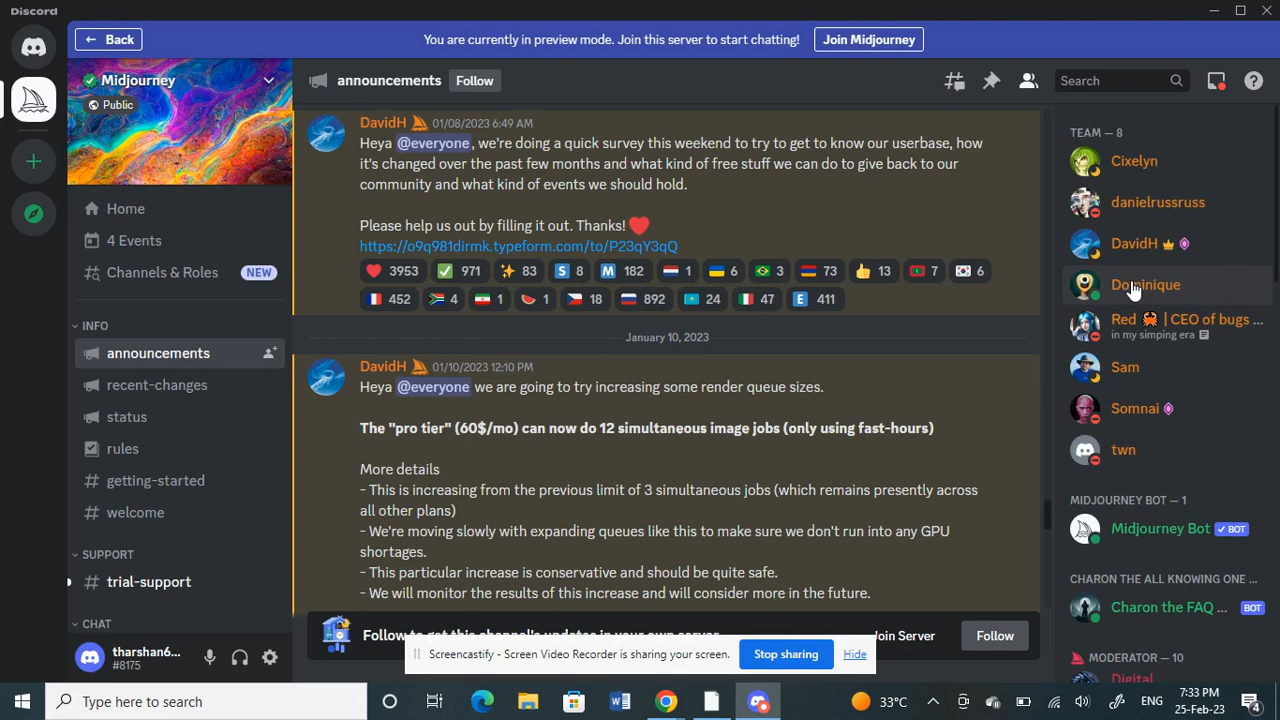 Discord
← Back
You are currently in preview mode. Join this server to start chatting!
Join Midjourney
Midjourney
Public
Home
4 Events
Channels & Roles NEW
INFO
announcements
recent-changes
status
rules
getting-started
welcome
SUPPORT
trial-support
CHAT
tharshan6...
#8175
announcements Follow
Search
DavidH 01/08/2023 6:49 AM
Heya @everyone, we're doing a quick survey this weekend to try to get to know our userbase, how
it's changed over the past few months and what kind of free stuff we can do to give back to our
community and what kind of events we should hold.
Please help us out by filling it out. Thanks!
https://o9q981dirmk.typeform.com/to/P23qY3qQ
3953 971 83 S 8 M 182 1 6 3 73 13 7 6
452 4 1 1 18 892 24 47 E 411
January 10, 2023
DavidH 01/10/2023 12:10 PM
Heya @everyone we are going to try increasing some render queue sizes.
The "pro tier" (60$/mo) can now do 12 simultaneous image jobs (only using fast-hours)
More details
- This is increasing from the previous limit of 3 simultaneous jobs (which remains presently across
all other plans)
- We're moving slowly with expanding queues like this to make sure we don't run into any GPU
shortages.
- This particular increase is conservative and should be quite safe.
- We will monitor the results of this increase and will consider more in the future.
Follow to get this channel's updates in your own server
Join Server
Follow
Screencastify - Screen Video Recorder is sharing your screen.
Stop sharing
Hide
TEAM — 8
Cixelyn
danielrussruss
DavidH
Dominique
Red | CEO of bugs ...
in my simping era
Sam
Somnai
twn
MIDJOURNEY BOT — 1
Midjourney Bot ✓ BOT
CHARON THE ALL KNOWING ONE ...
Charon the FAQ ... BOT
MODERATOR — 10
Digital
Type here to search
33°C
ENG
7:33 PM
25-Feb-23
4